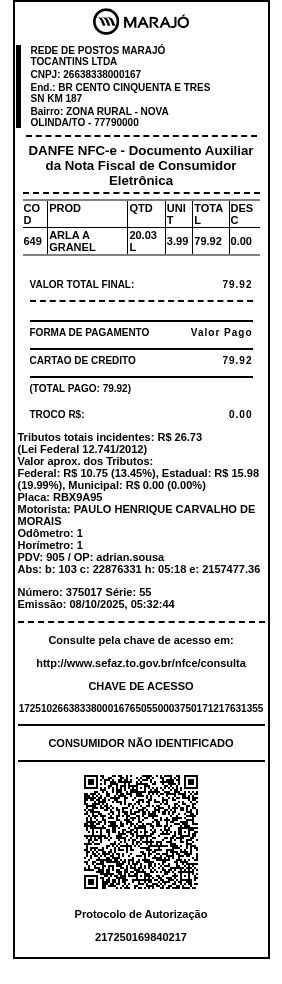 MARAJÓ
REDE DE POSTOS MARAJÓ
TOCANTINS LTDA
CNPJ: 26638338000167
End.: BR CENTO CINQUENTA E TRES
SN KM 187
Bairro: ZONA RURAL - NOVA
OLINDA/TO - 77790000
DANFE NFC-e - Documento Auxiliar
da Nota Fiscal de Consumidor
Eletrônica
CO PROD QTD UNI TOTA DES
D T L C
649 ARLA A 20.03 3.99 79.92 0.00
GRANEL L
VALOR TOTAL FINAL: 79.92
FORMA DE PAGAMENTO Valor Pago
CARTAO DE CREDITO 79.92
(TOTAL PAGO: 79.92)
TROCO R$: 0.00
Tributos totais incidentes: R$ 26.73
(Lei Federal 12.741/2012)
Valor aprox. dos Tributos:
Federal: R$ 10.75 (13.45%), Estadual: R$ 15.98
(19.99%), Municipal: R$ 0.00 (0.00%)
Placa: RBX9A95
Motorista: PAULO HENRIQUE CARVALHO DE
MORAIS
Odômetro: 1
Horímetro: 1
PDV: 905 / OP: adrian.sousa
Abs: b: 103 c: 22876331 h: 05:18 e: 2157477.36
Número: 375017 Série: 55
Emissão: 08/10/2025, 05:32:44
Consulte pela chave de acesso em:
http://www.sefaz.to.gov.br/nfce/consulta
CHAVE DE ACESSO
17251026638338000167650550003750171217631355
CONSUMIDOR NÃO IDENTIFICADO
Protocolo de Autorização
217250169840217